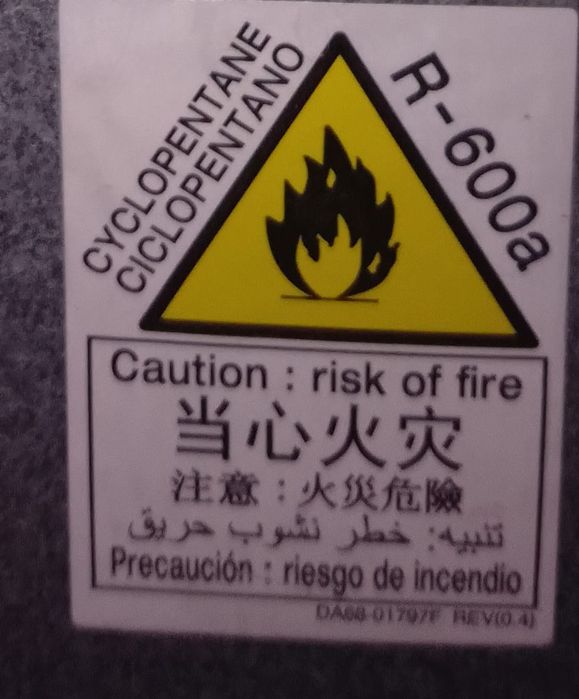 CYCLOPENTANE
CICLOPENTANO
R-600a
Caution : risk of fire
当心火灾
注意 : 火災危險
تنبيه: خطر نشوب حريق
Precaución : riesgo de incendio
DA68-01797F REV(0.4)